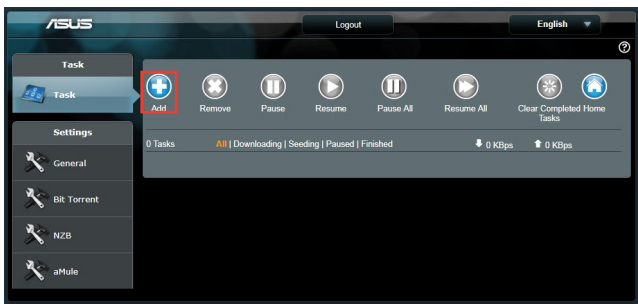 ASUS
Logout
English
Task
Task
Add
Remove
Pause
Resume
Pause All
Resume All
Clear Completed Tasks
Home
0 Tasks
All | Downloading | Seeding | Paused | Finished
0 KBps
0 KBps
Settings
General
Bit Torrent
NZB
aMule